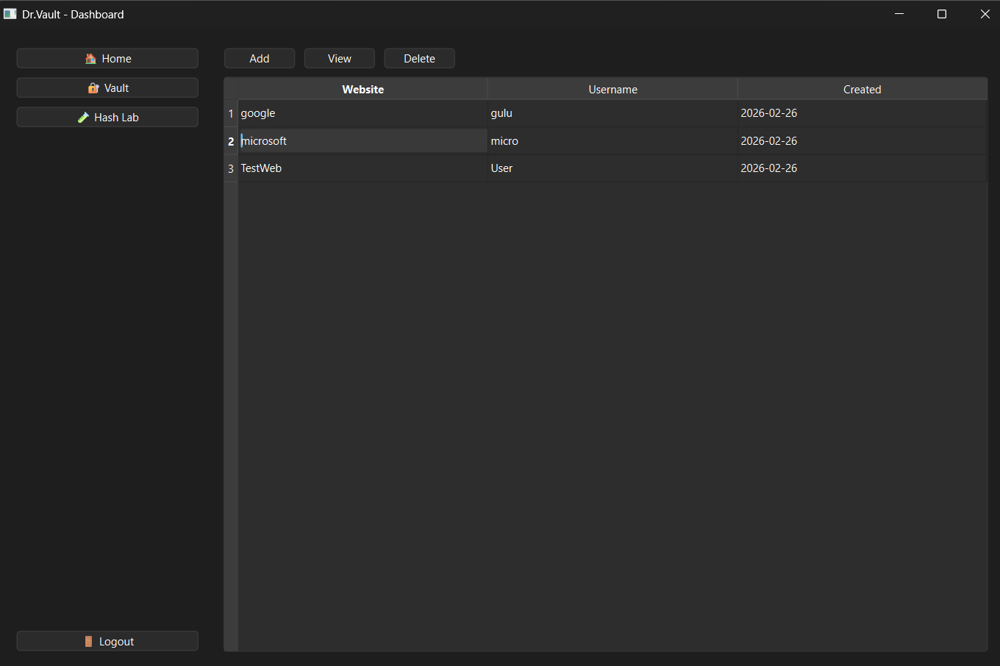 Dr.Vault - Dashboard
Home
Vault
Hash Lab
Logout
Add View Delete
Website Username Created
1 google gulu 2026-02-26
2 microsoft micro 2026-02-26
3 TestWeb User 2026-02-26